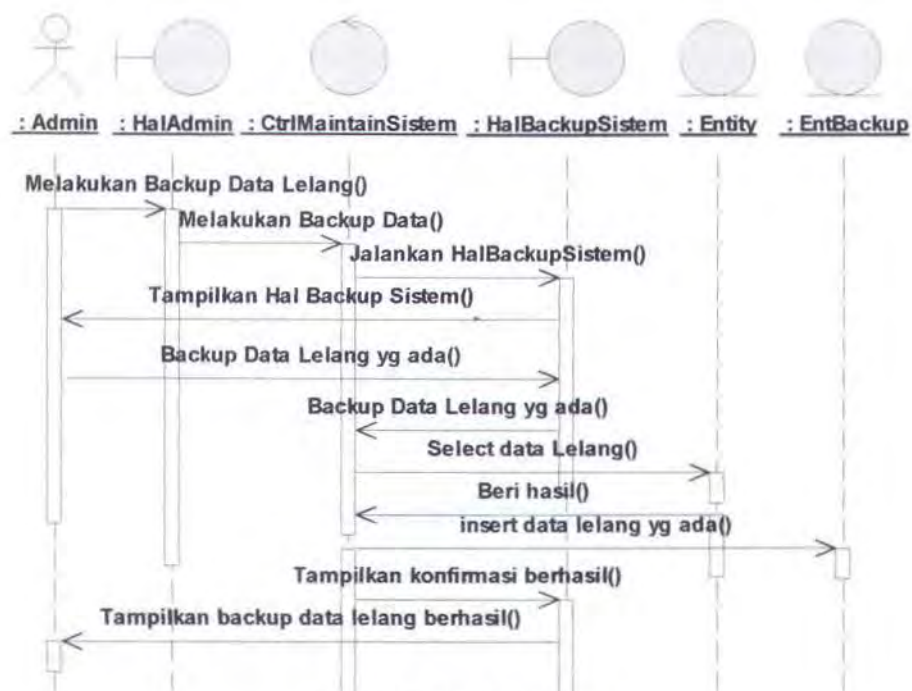 : Admin : HalAdmin : CtrlMaintainSistem : HalBackupSistem : Entity : EntBackup
Melakukan Backup Data Lelang()
Melakukan Backup Data()
Jalankan HalBackupSistem()
Tampilkan Hal Backup Sistem()
Backup Data Lelang yg ada()
Backup Data Lelang yg ada()
Select data Lelang()
Beri hasil()
insert data lelang yg ada()
Tampilkan konfirmasi berhasil()
Tampilkan backup data lelang berhasil()